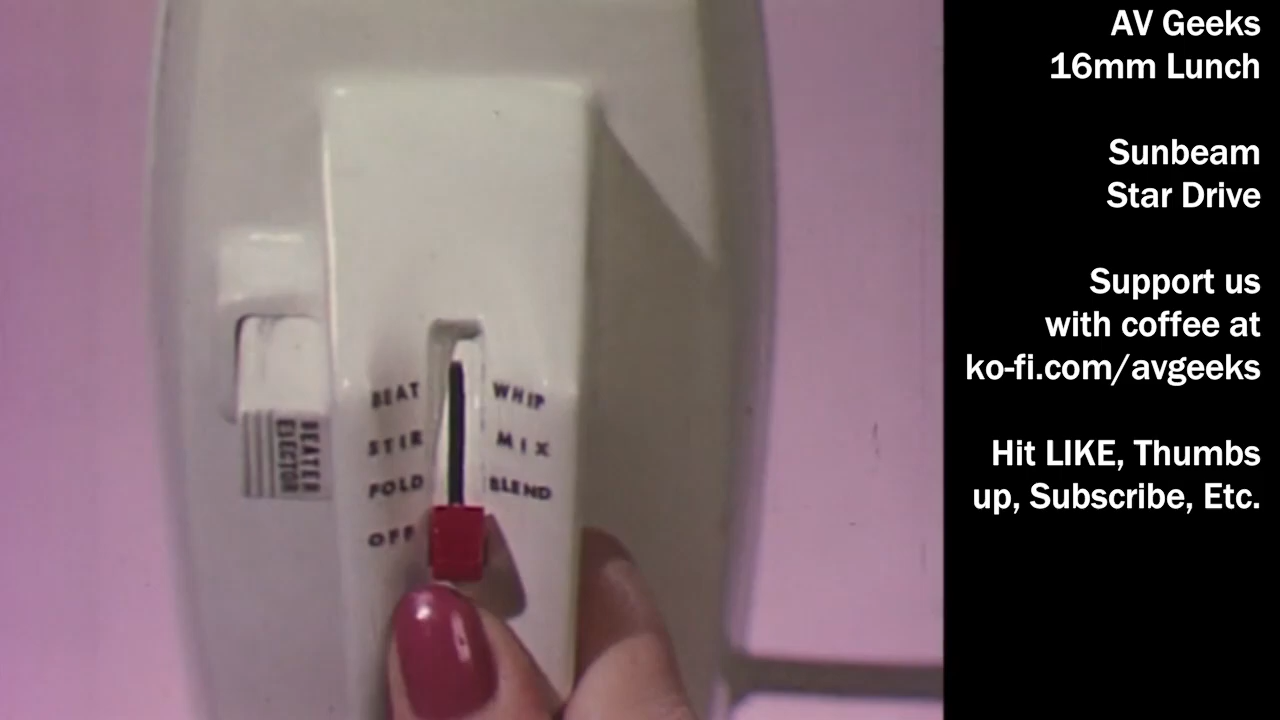 BEAT WHIP
STIR MIX
FOLD BLEND
OFF
BEATER
EJECTOR
AV Geeks
16mm Lunch
Sunbeam
Star Drive
Support us
with coffee at
ko-fi.com/avgeeks
Hit LIKE, Thumbs
up, Subscribe, Etc.